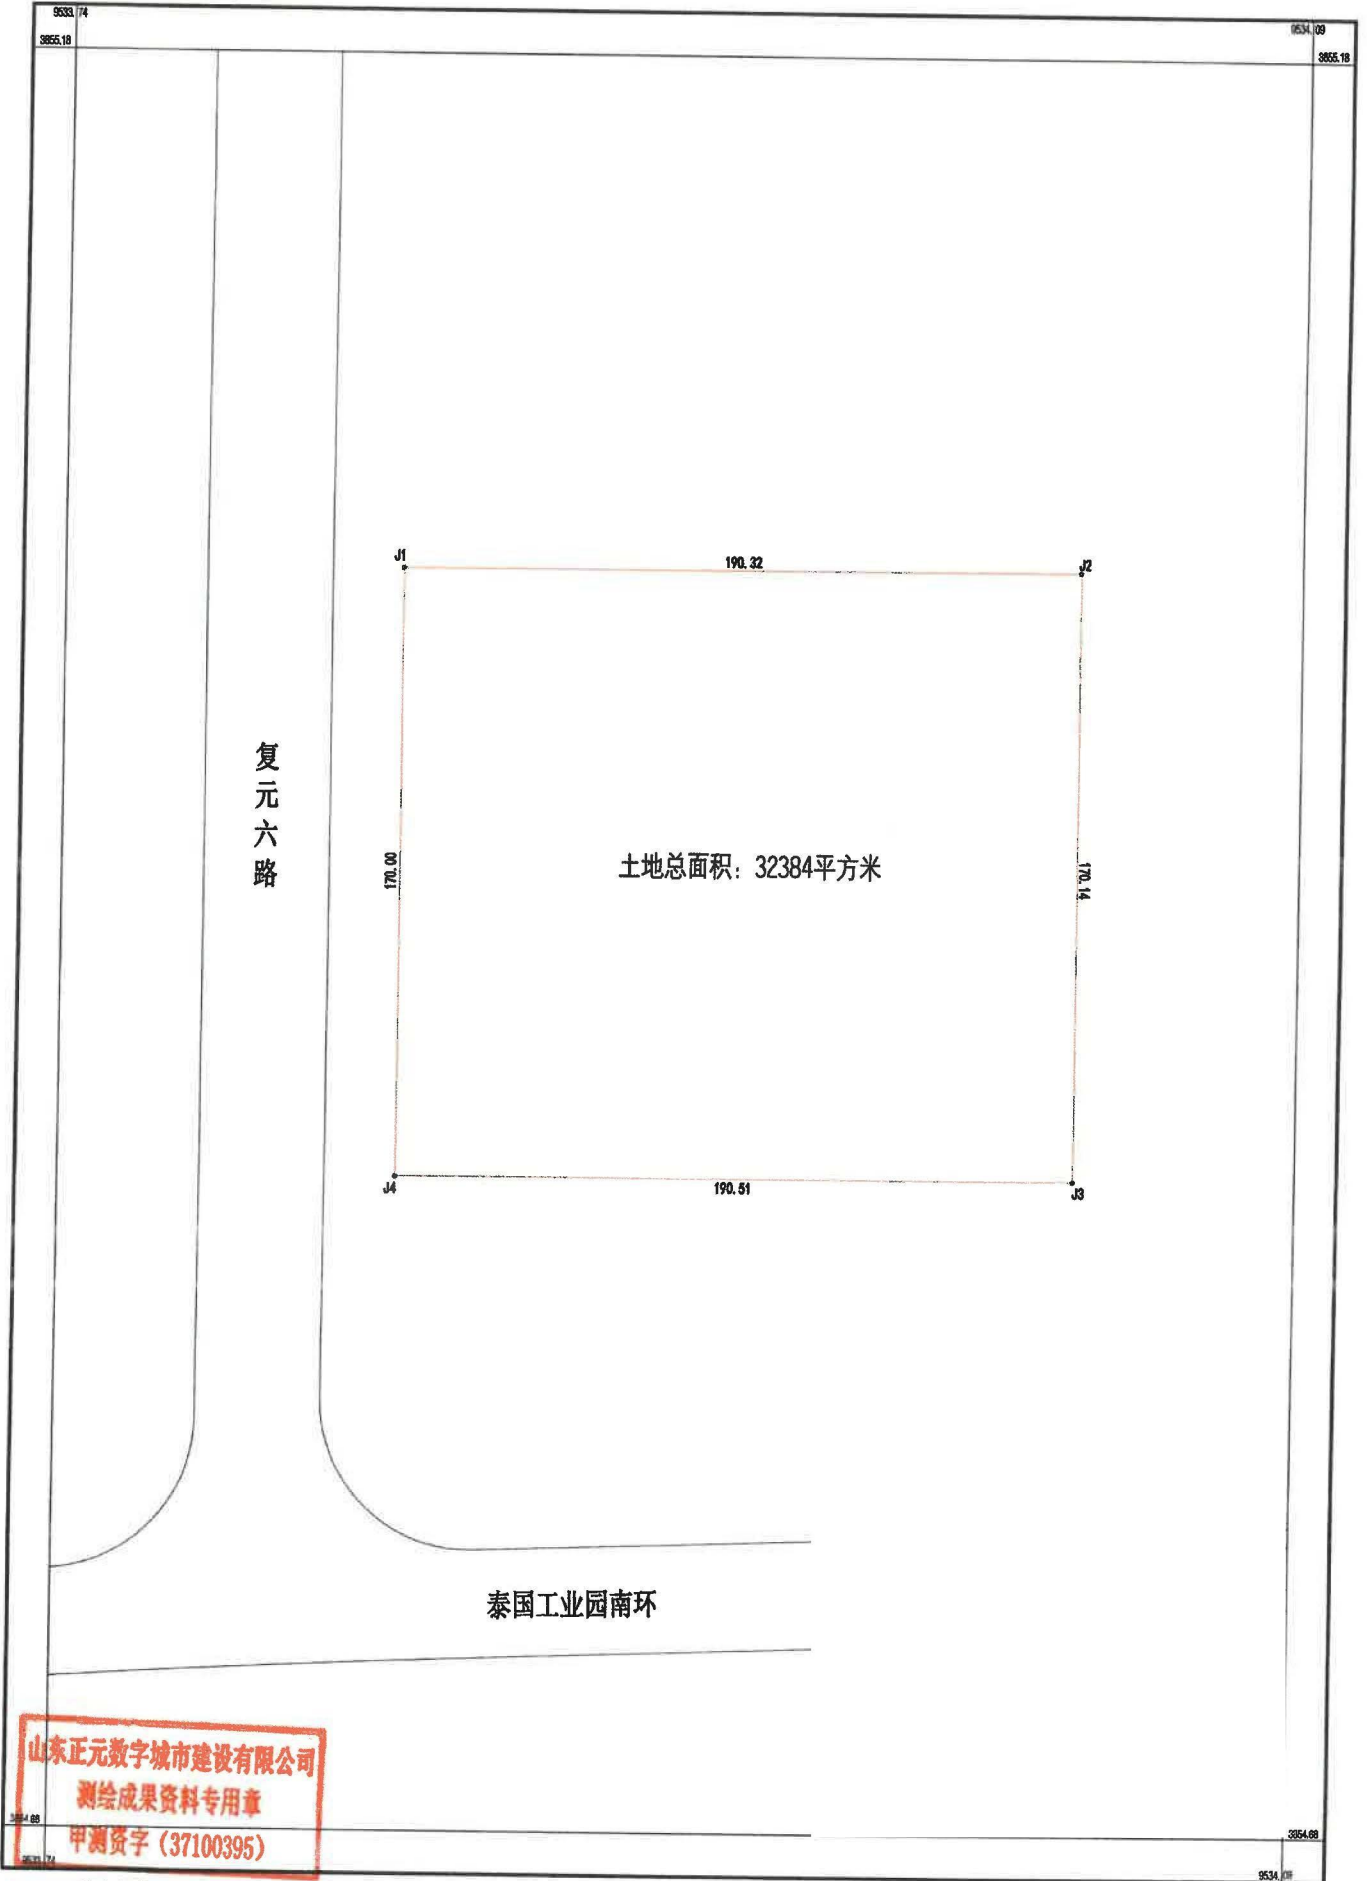 9533.74
9534.09
3855.18
3855.18
J1
190.32
J2
复元六路
170.00
土地总面积：32384平方米
170.14
J4
190.51
J3
泰国工业园南环
山东正元数字城市建设有限公司
测绘成果资料专用章
甲测资字（37100395）
3854.68
3854.68
9533.74
9534.09